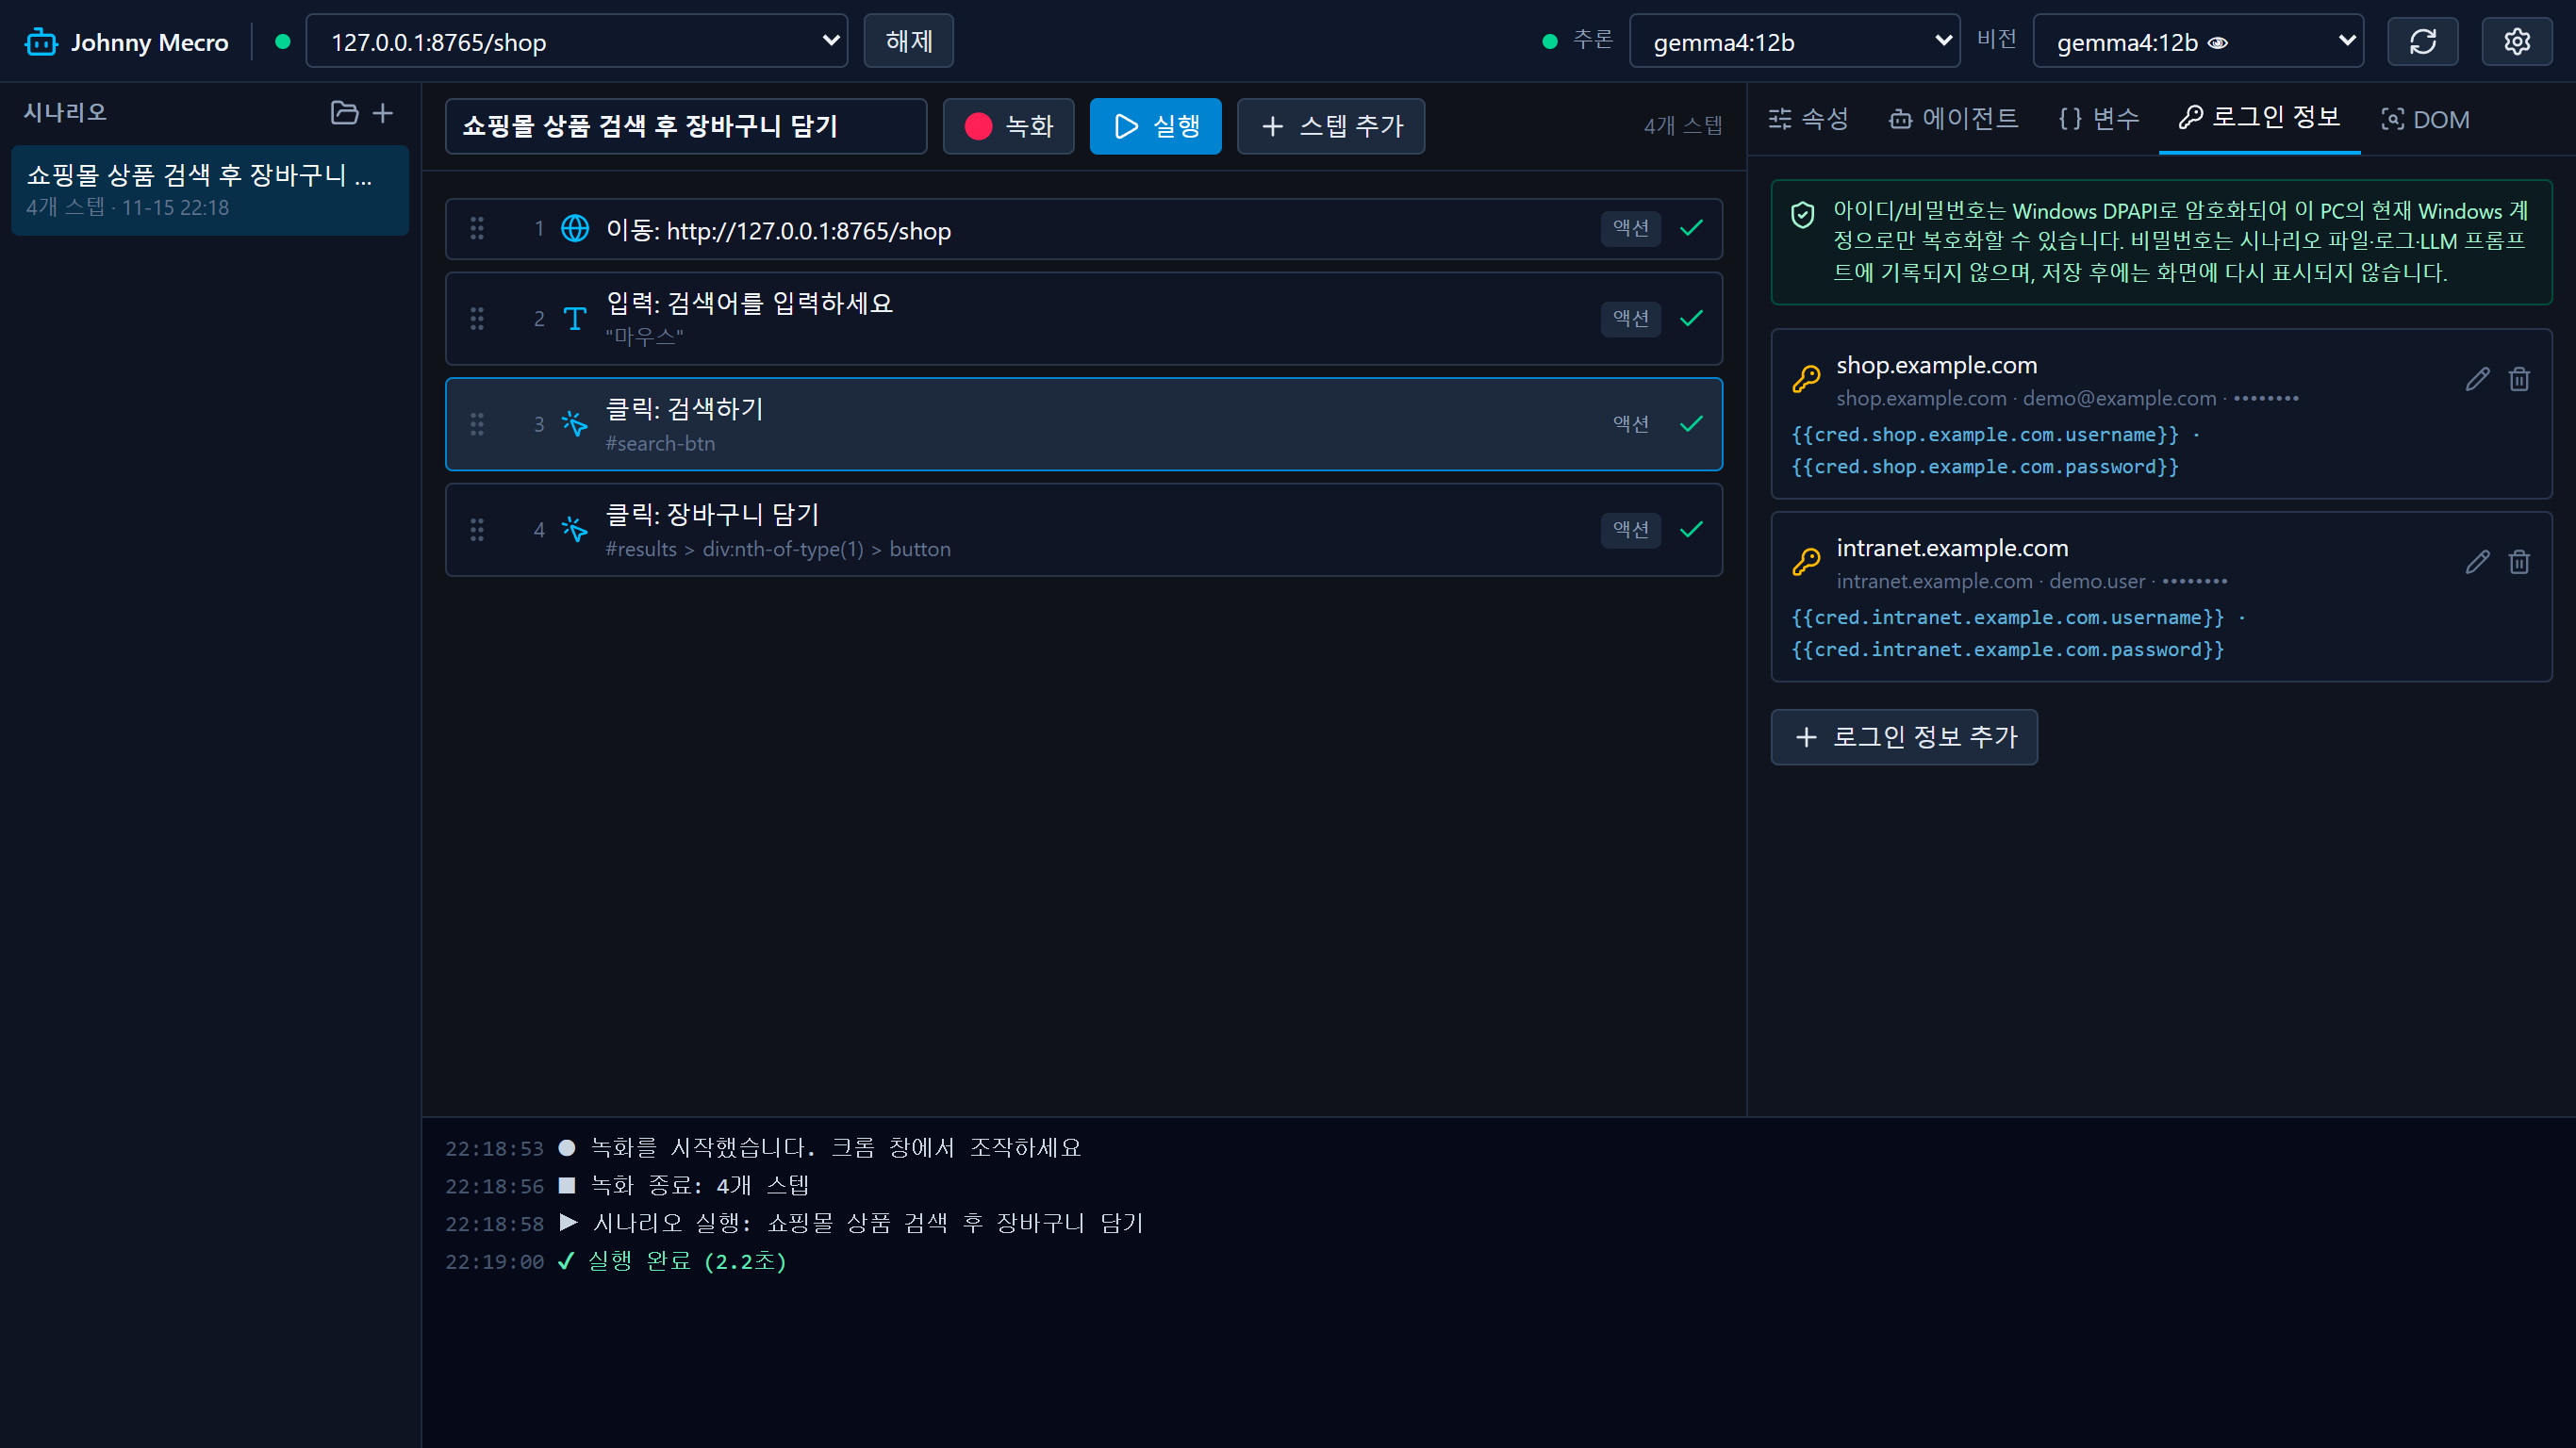 Johnny Mecro
127.0.0.1:8765/shop
해제
추론
gemma4:12b
비전
gemma4:12b 👁
시나리오
쇼핑몰 상품 검색 후 장바구니 ...
4개 스텝 · 11-15 22:18
쇼핑몰 상품 검색 후 장바구니 담기
녹화
실행
스텝 추가
4개 스텝
1 이동: http://127.0.0.1:8765/shop
액션
2 입력: 검색어를 입력하세요
"마우스"
액션
3 클릭: 검색하기
#search-btn
액션
4 클릭: 장바구니 담기
#results > div:nth-of-type(1) > button
액션
속성
에이전트
{} 변수
로그인 정보
DOM
아이디/비밀번호는 Windows DPAPI로 암호화되어 이 PC의 현재 Windows 계
정으로만 복호화할 수 있습니다. 비밀번호는 시나리오 파일·로그·LLM 프롬프
트에 기록되지 않으며, 저장 후에는 화면에 다시 표시되지 않습니다.
shop.example.com
shop.example.com · demo@example.com · ••••••••
{{cred.shop.example.com.username}} ·
{{cred.shop.example.com.password}}
intranet.example.com
intranet.example.com · demo.user · ••••••••
{{cred.intranet.example.com.username}} ·
{{cred.intranet.example.com.password}}
로그인 정보 추가
22:18:53 ● 녹화를 시작했습니다. 크롬 창에서 조작하세요
22:18:56 ■ 녹화 종료: 4개 스텝
22:18:58 ▶ 시나리오 실행: 쇼핑몰 상품 검색 후 장바구니 담기
22:19:00 ✔ 실행 완료 (2.2초)